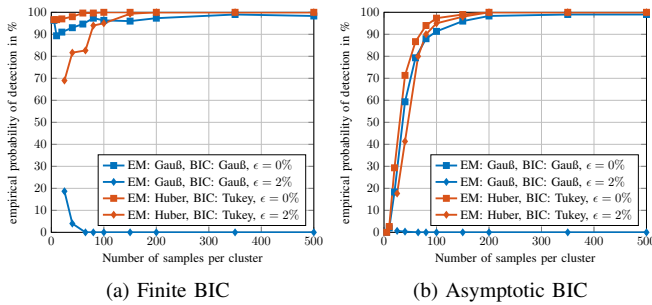 empirical probability of detection in %
100
90
80
70
60
50
40
30
20
10
0
EM: Gauß, BIC: Gauß, ϵ = 0%
EM: Gauß, BIC: Gauß, ϵ = 2%
EM: Huber, BIC: Tukey, ϵ = 0%
EM: Huber, BIC: Tukey, ϵ = 2%
0 100 200 300 400 500
Number of samples per cluster
(a) Finite BIC
empirical probability of detection in %
100
90
80
70
60
50
40
30
20
10
0
EM: Gauß, BIC: Gauß, ϵ = 0%
EM: Gauß, BIC: Gauß, ϵ = 2%
EM: Huber, BIC: Tukey, ϵ = 0%
EM: Huber, BIC: Tukey, ϵ = 2%
0 100 200 300 400 500
Number of samples per cluster
(b) Asymptotic BIC